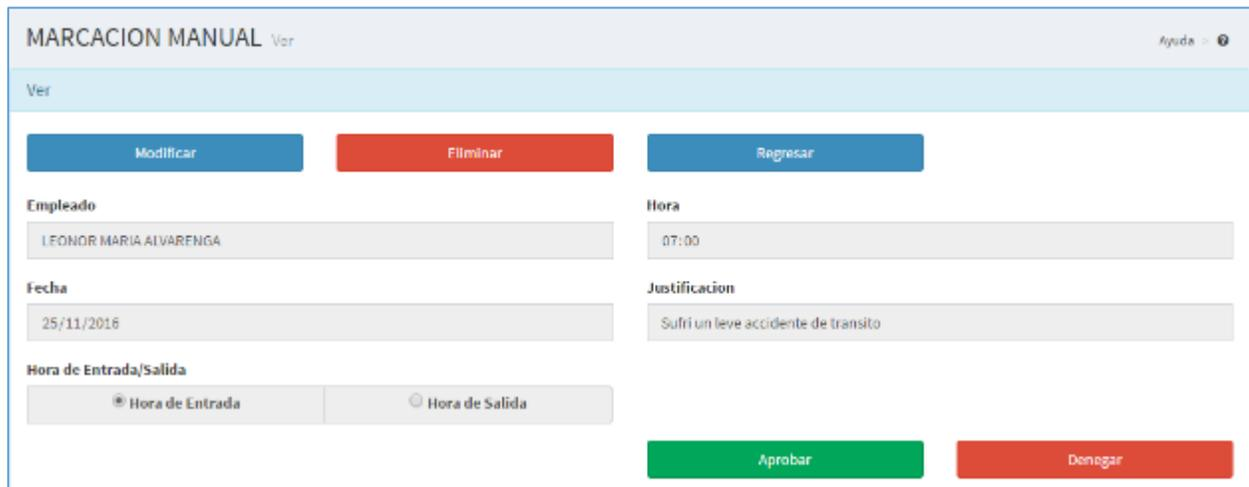 MARCACION MANUAL Ver
Ayuda >
Ver
Modificar Eliminar Regresar
Empleado Hora
LEONOR MARIA ALVARENGA 07:00
Fecha Justificacion
25/11/2016 Sufri un leve accidente de transito
Hora de Entrada/Salida
Hora de Entrada Hora de Salida
Aprobar Denegar